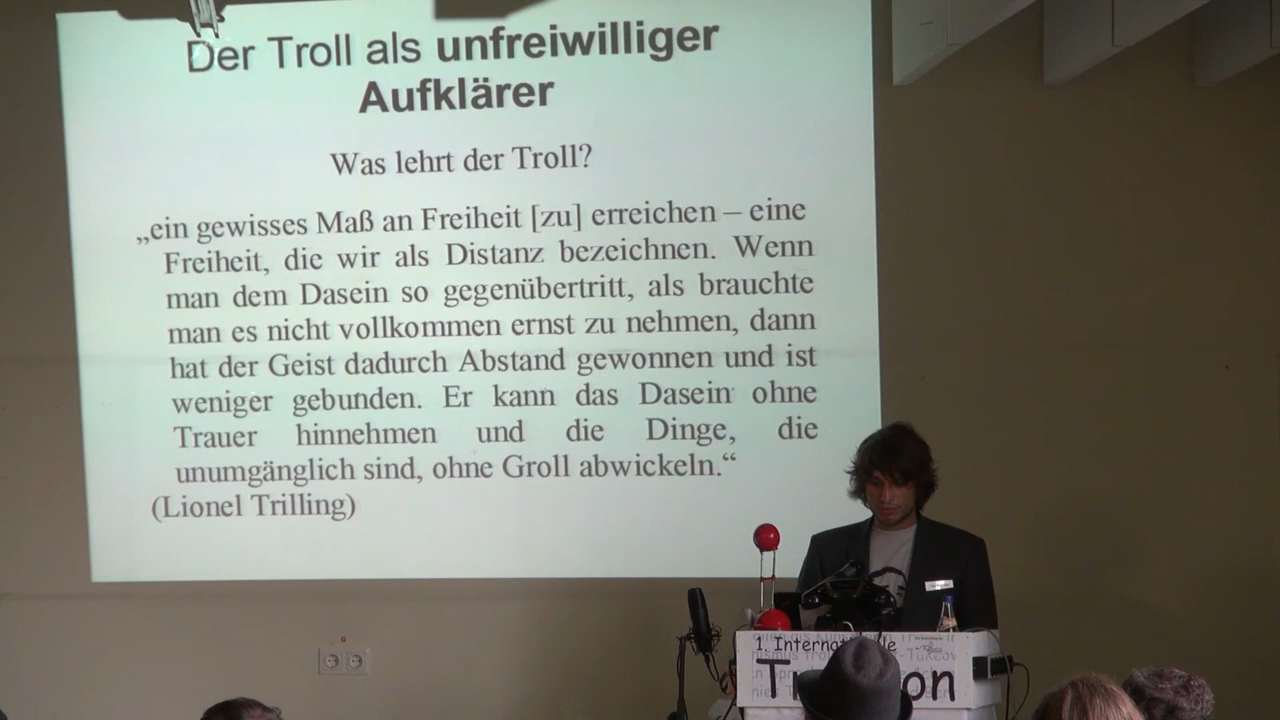 Der Troll als unfreiwilliger
Aufklärer
Was lehrt der Troll?
„ein gewisses Maß an Freiheit [zu] erreichen – eine
Freiheit, die wir als Distanz bezeichnen. Wenn
man dem Dasein so gegenübertritt, als brauchte
man es nicht vollkommen ernst zu nehmen, dann
hat der Geist dadurch Abstand gewonnen und ist
weniger gebunden. Er kann das Dasein ohne
Trauer hinnehmen und die Dinge, die
unumgänglich sind, ohne Groll abwickeln.“
(Lionel Trilling)
1. Internat le
T on